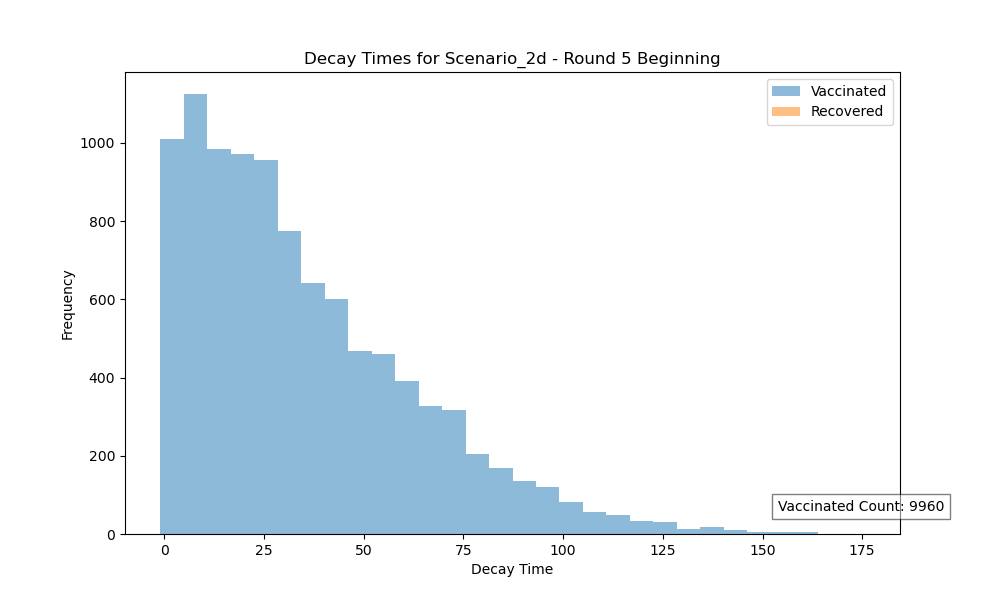 Decay Times for Scenario_2d - Round 5 Beginning
Vaccinated
Recovered
1000
800
600
400
200
0
Frequency
Vaccinated Count: 9960
0 25 50 75 100 125 150 175
Decay Time